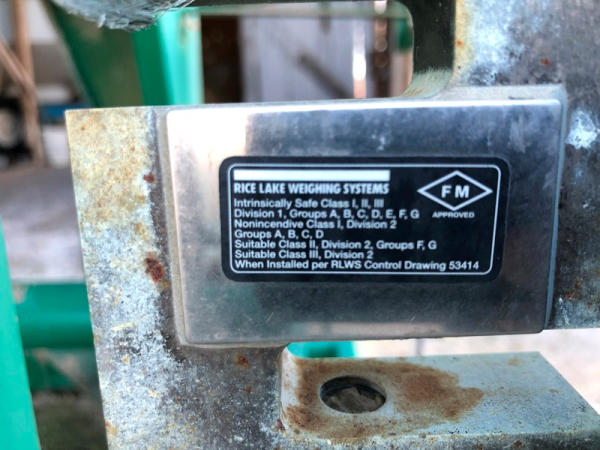 RICE LAKE WEIGHING SYSTEMS
Intrinsically Safe Class I, II, III
Division 1, Groups A, B, C, D, E, F, G
Nonincendive Class I, Division 2
Groups A, B, C, D
Suitable Class II, Division 2, Groups F, G
Suitable Class III, Division 2
When Installed per RLWS Control Drawing 53414
FM
APPROVED